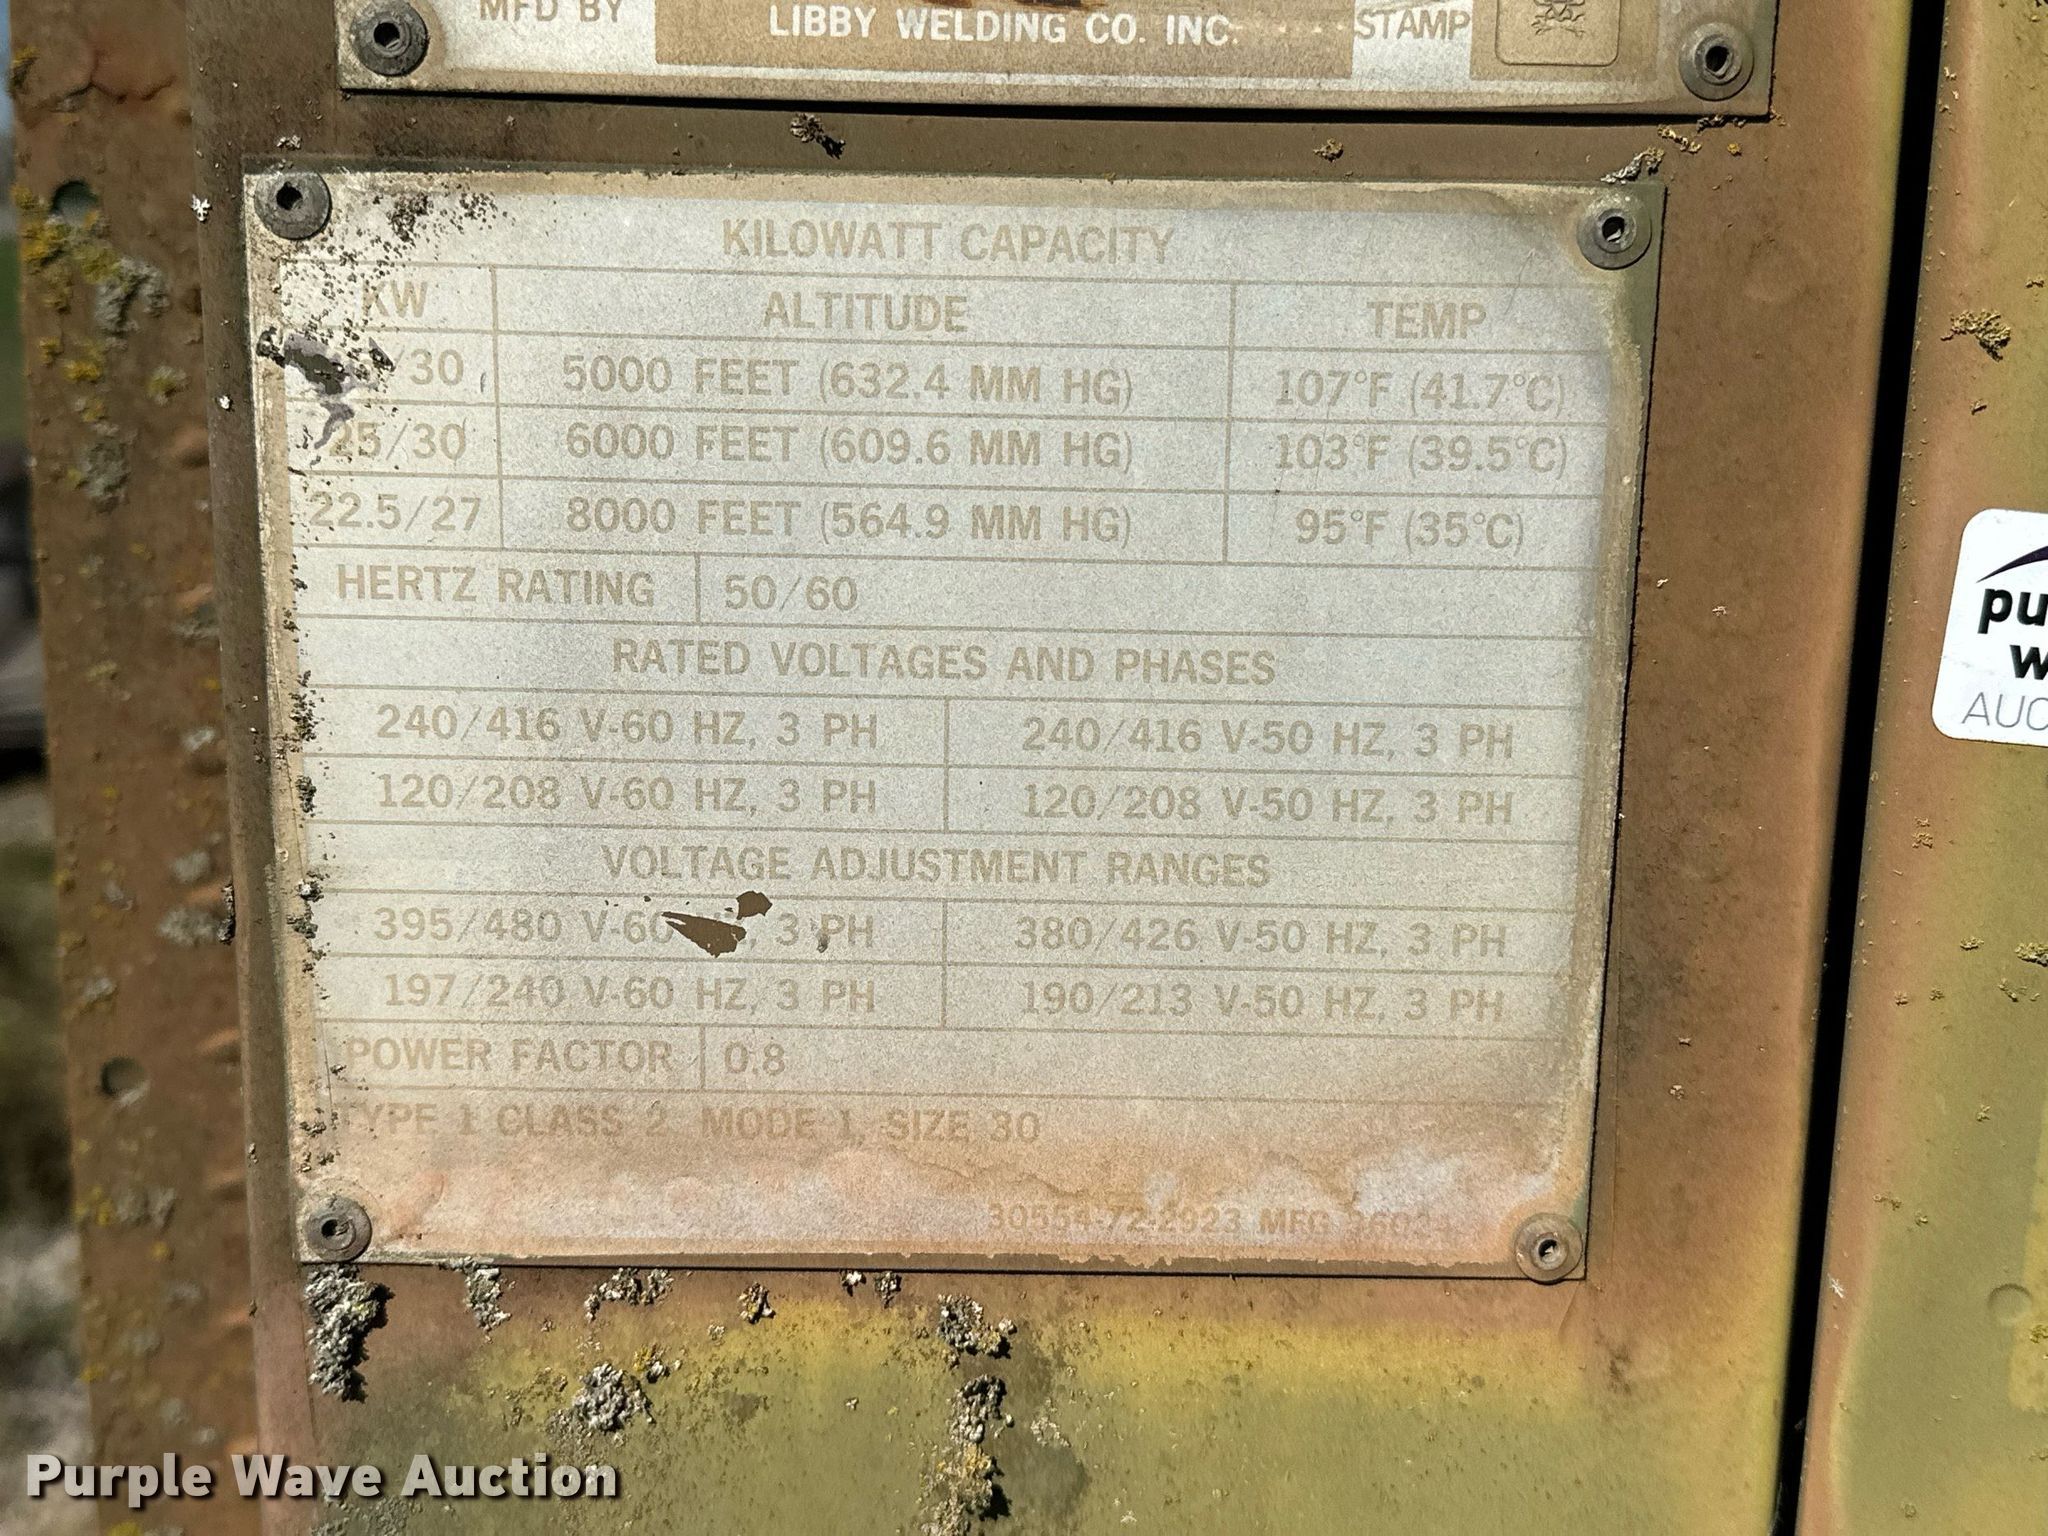 MFD BY
LIBBY WELDING CO. INC.
STAMP
KILOWATT CAPACITY
KW ALTITUDE TEMP
/30 5000 FEET (632.4 MM HG) 107°F (41.7°C)
25/30 6000 FEET (609.6 MM HG) 103°F (39.5°C)
22.5/27 8000 FEET (564.9 MM HG) 95°F (35°C)
HERTZ RATING 50/60
RATED VOLTAGES AND PHASES
240/416 V-60 HZ, 3 PH 240/416 V-50 HZ, 3 PH
120/208 V-60 HZ, 3 PH 120/208 V-50 HZ, 3 PH
VOLTAGE ADJUSTMENT RANGES
395/480 V-60 3 PH 380/426 V-50 HZ, 3 PH
197/240 V-60 HZ, 3 PH 190/213 V-50 HZ, 3 PH
POWER FACTOR 0.8
TYPE 1 CLASS 2 MODE 1, SIZE 30
30554-72-2923 MFG
pu
w
AUC
Purple Wave Auction